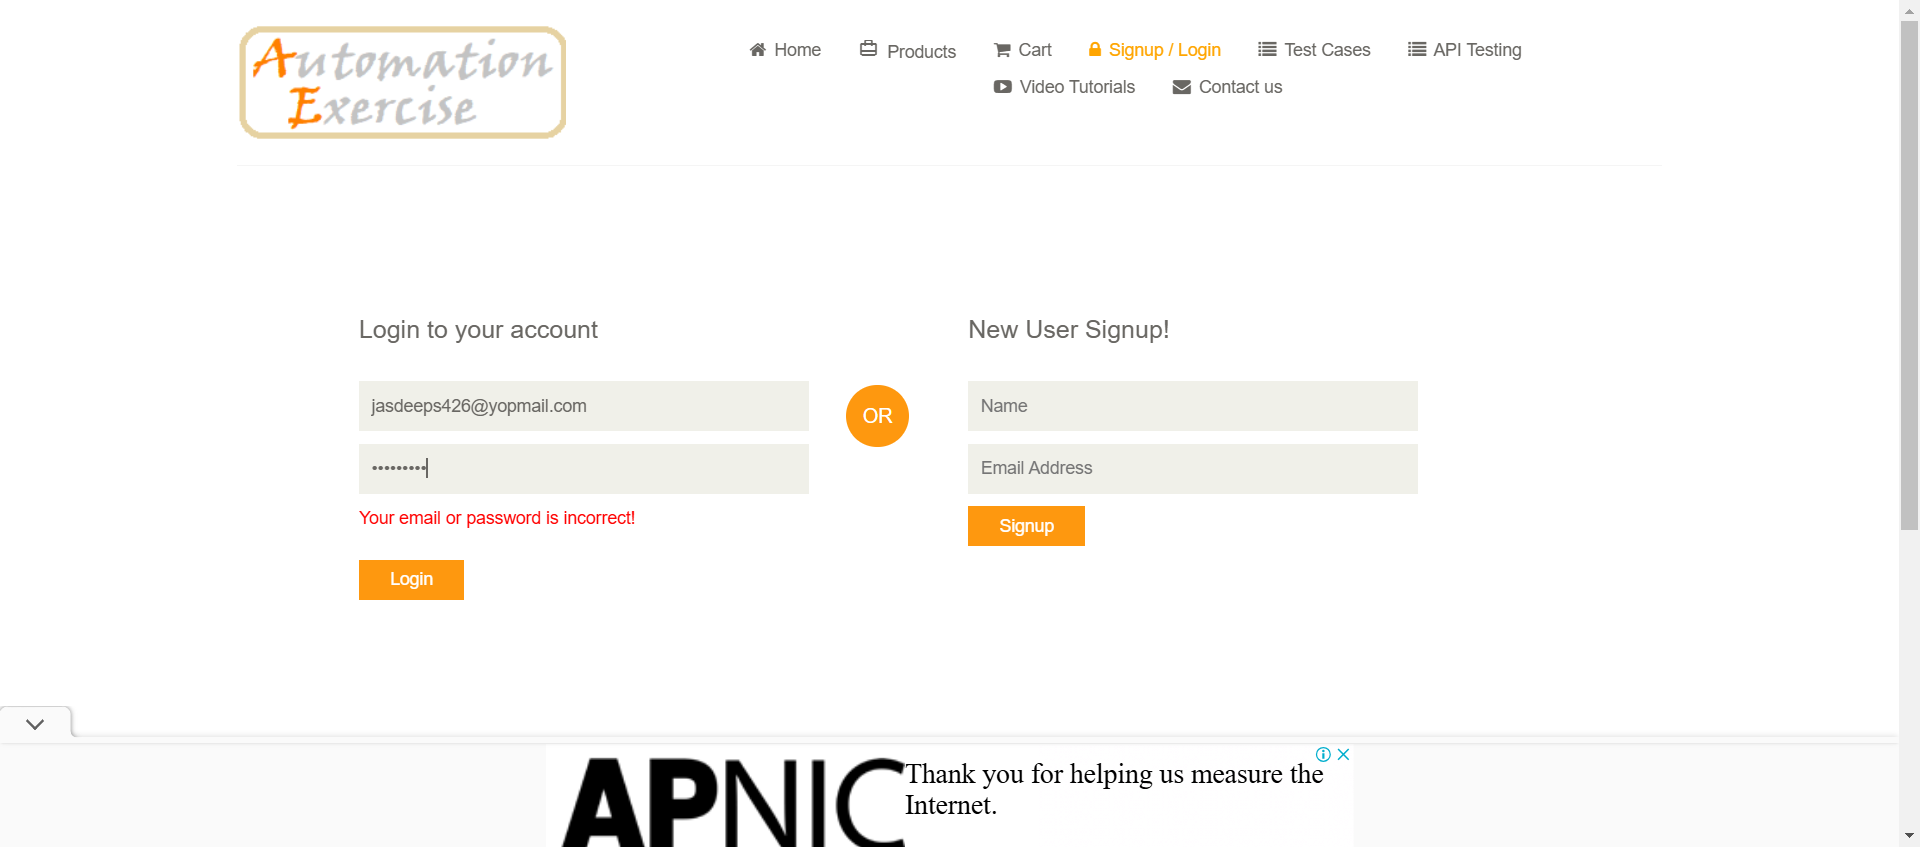 Automation
Exercise
Home
Products
Cart
Signup / Login
Test Cases
API Testing
Video Tutorials
Contact us
Login to your account
jasdeeps426@yopmail.com
•••••••••
Your email or password is incorrect!
Login
OR
New User Signup!
Name
Email Address
Signup
APNIC
Thank you for helping us measure the
Internet.